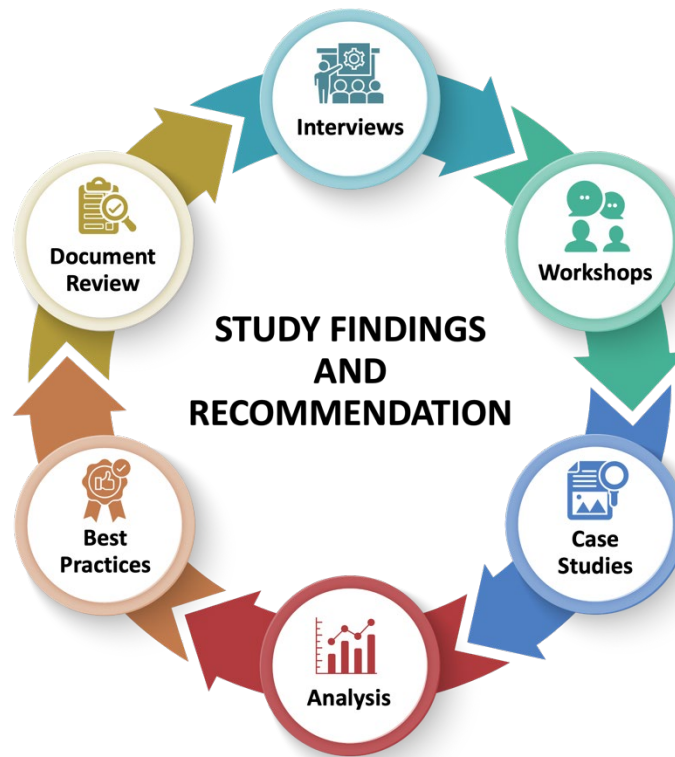 Interviews
Workshops
Case
Studies
Analysis
Best
Practices
Document
Review
STUDY FINDINGS
AND
RECOMMENDATION